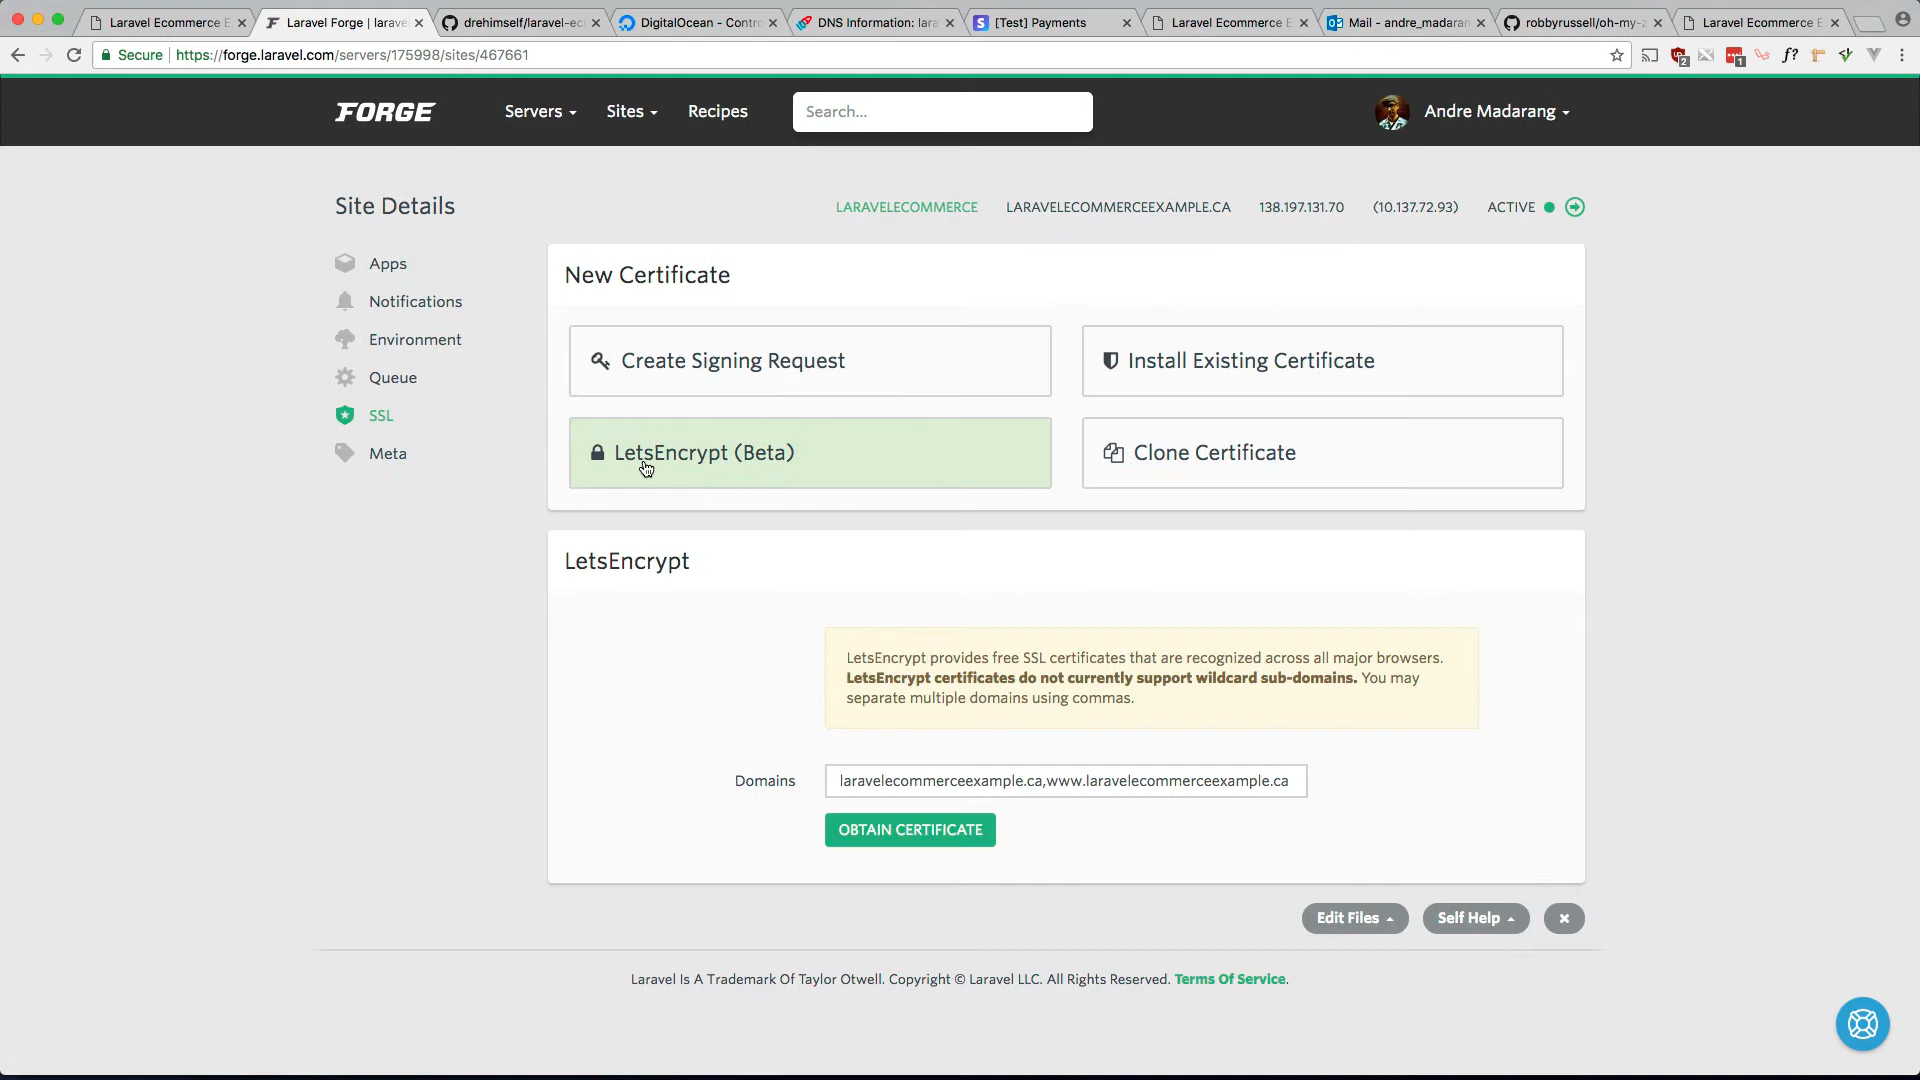 Laravel Ecommerce E
Laravel Forge | larave
drehimself/laravel-ec
DigitalOcean - Contro
DNS Information: lara
[Test] Payments
Laravel Ecommerce E
Mail - andre_madaran
robbyrussell/oh-my-z
Laravel Ecommerce E
Secure
https://forge.laravel.com/servers/175998/sites/467661
2
1
f?
FORGE
Servers
Sites
Recipes
Search...
Andre Madarang
Site Details
LARAVELECOMMERCE
LARAVELECOMMERCEEXAMPLE.CA
138.197.131.70
(10.137.72.93)
ACTIVE
Apps
Notifications
Environment
Queue
SSL
Meta
New Certificate
Create Signing Request
Install Existing Certificate
LetsEncrypt (Beta)
Clone Certificate
LetsEncrypt
LetsEncrypt provides free SSL certificates that are recognized across all major browsers.
LetsEncrypt certificates do not currently support wildcard sub-domains. You may
separate multiple domains using commas.
Domains
laravelecommerceexample.ca,www.laravelecommerceexample.ca
OBTAIN CERTIFICATE
Edit Files
Self Help
Laravel Is A Trademark Of Taylor Otwell. Copyright © Laravel LLC. All Rights Reserved. Terms Of Service.